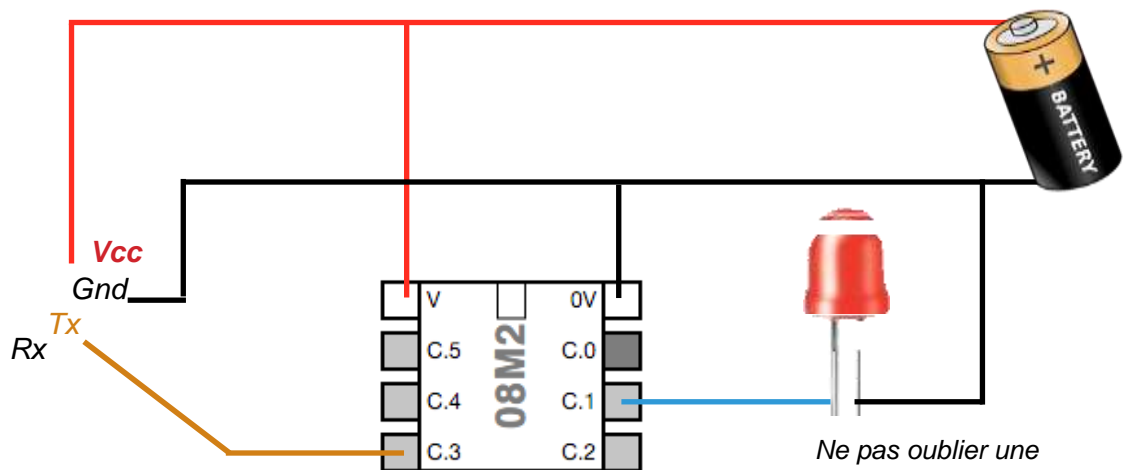 +
BATTERY
Vcc
Gnd
Tx
Rx
V
0V
C.5
C.0
08M2
C.4
C.1
C.3
C.2
Ne pas oublier une